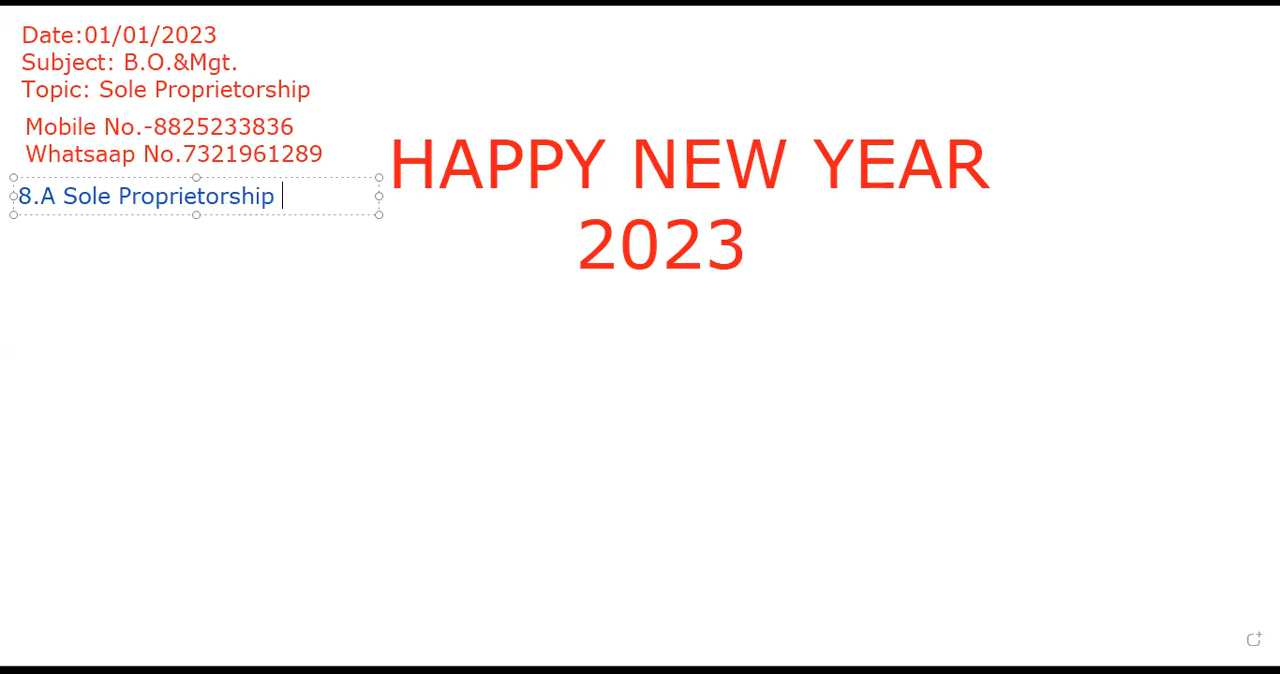 Date:01/01/2023
Subject: B.O.&Mgt.
Topic: Sole Proprietorship
Mobile No.-8825233836
Whatsaap No.7321961289
8.A Sole Proprietorship
HAPPY NEW YEAR
2023